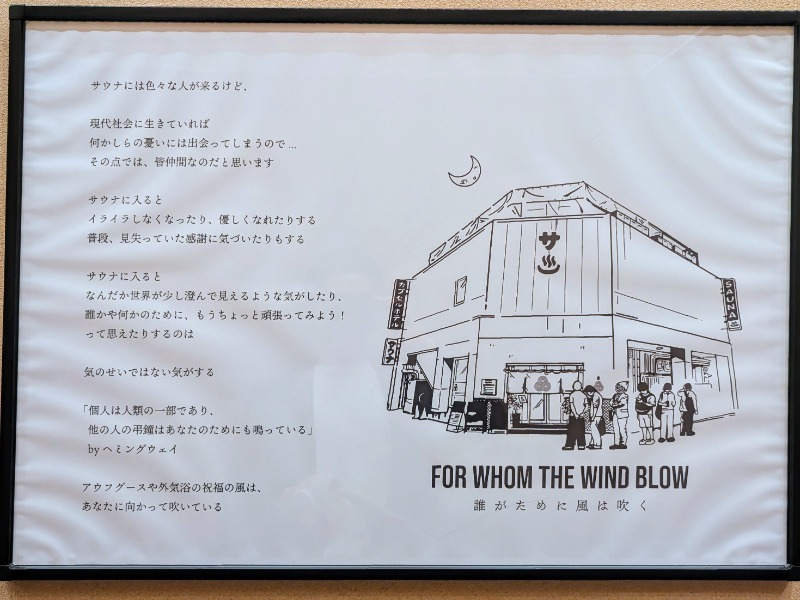 サウナには色々な人が来るけど、
現代社会に生きていれば
何かしらの憂いには出会ってしまうので...
その点では、皆仲間なのだと思います
サウナに入ると
イライラしなくなったり、優しくなれたりする
普段、見失っていた感謝に気づいたりもする
サウナに入ると
なんだか世界が少し澄んで見えるような気がしたり、
誰かや何かのために、もうちょっと頑張ってみよう！
って思えたりするのは
気のせいではない気がする
「個人は人類の一部であり、
他の人の弔鐘はあなたのためにも鳴っている」
by ヘミングウェイ
アウフグースや外気浴の祝福の風は、
あなたに向かって吹いている
サ
カプセルホテル
サウナ
SAUNA
FOR WHOM THE WIND BLOW
誰がために風は吹く